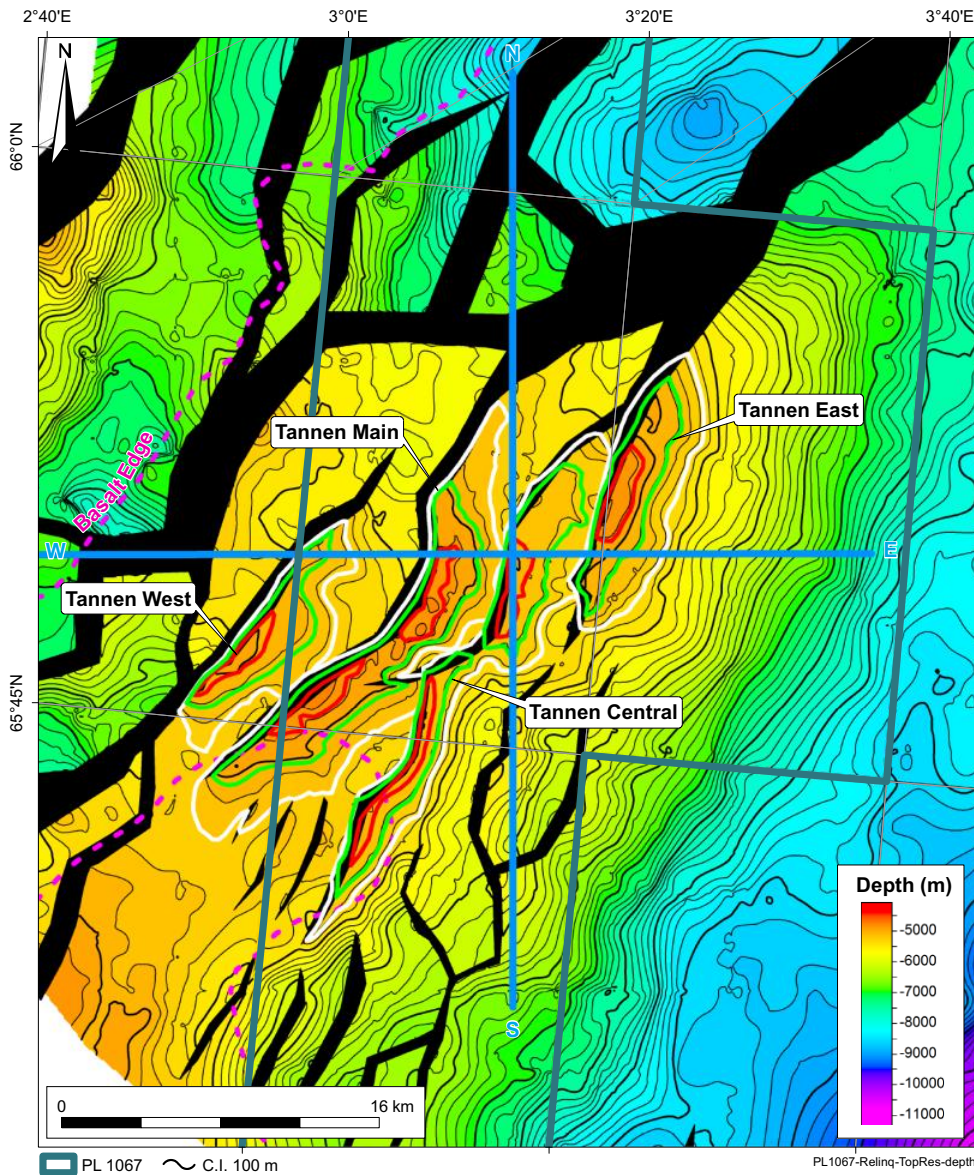 2°40'E
3°0'E
3°20'E
3°40'E
N
N
66°0'N
Tannen East
Tannen Main
Basalt Edge
W
E
Tannen West
65°45'N
Tannen Central
Depth (m)
-5000
-6000
-7000
-8000
-9000
-10000
-11000
S
0
16 km
PL 1067
C.I. 100 m
PL1067-Relinq-TopRes-depth